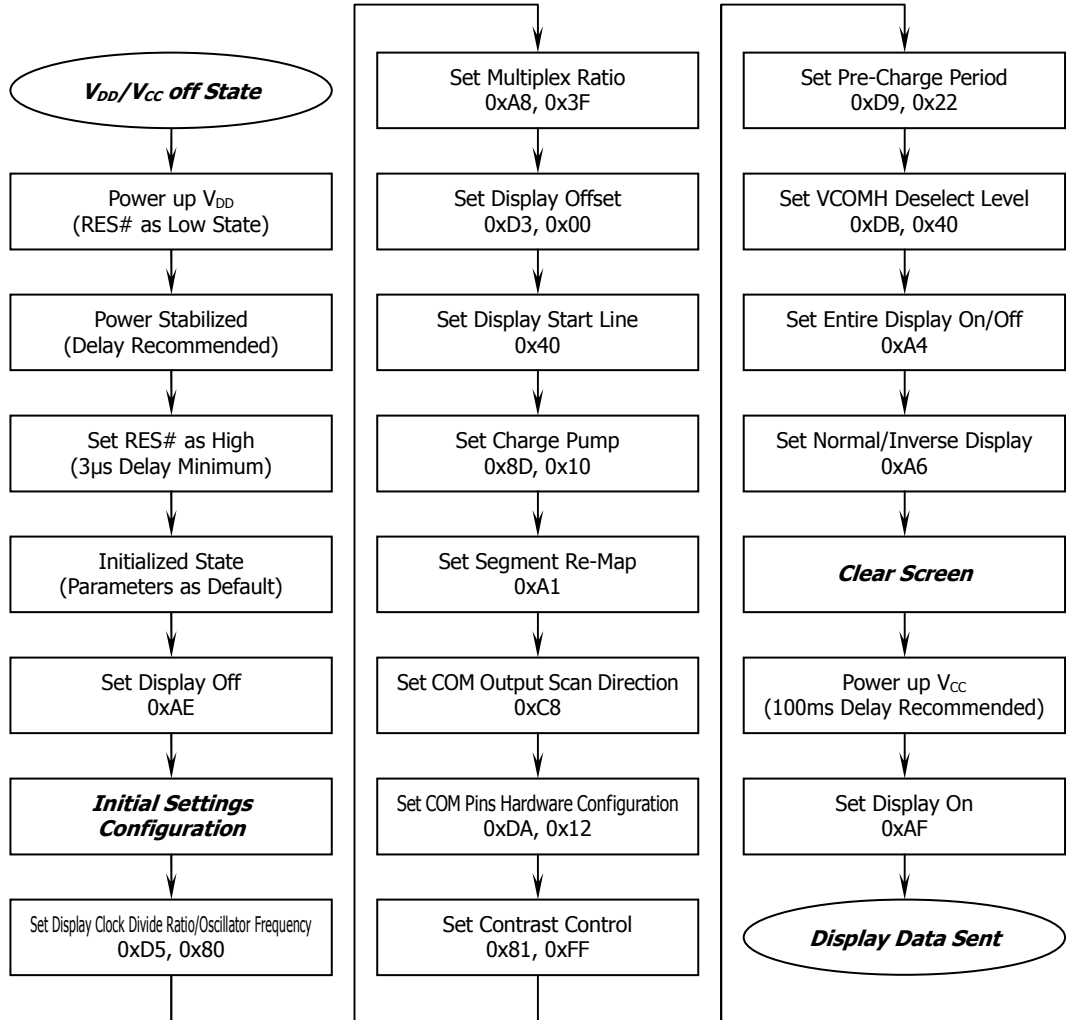 V_DD/V_CC off State
Power up V_DD
(RES# as Low State)
Power Stabilized
(Delay Recommended)
Set RES# as High
(3μs Delay Minimum)
Initialized State
(Parameters as Default)
Set Display Off
0xAE
Initial Settings
Configuration
Set Display Clock Divide Ratio/Oscillator Frequency
0xD5, 0x80
Set Multiplex Ratio
0xA8, 0x3F
Set Display Offset
0xD3, 0x00
Set Display Start Line
0x40
Set Charge Pump
0x8D, 0x10
Set Segment Re-Map
0xA1
Set COM Output Scan Direction
0xC8
Set COM Pins Hardware Configuration
0xDA, 0x12
Set Contrast Control
0x81, 0xFF
Set Pre-Charge Period
0xD9, 0x22
Set VCOMH Deselect Level
0xDB, 0x40
Set Entire Display On/Off
0xA4
Set Normal/Inverse Display
0xA6
Clear Screen
Power up V_CC
(100ms Delay Recommended)
Set Display On
0xAF
Display Data Sent